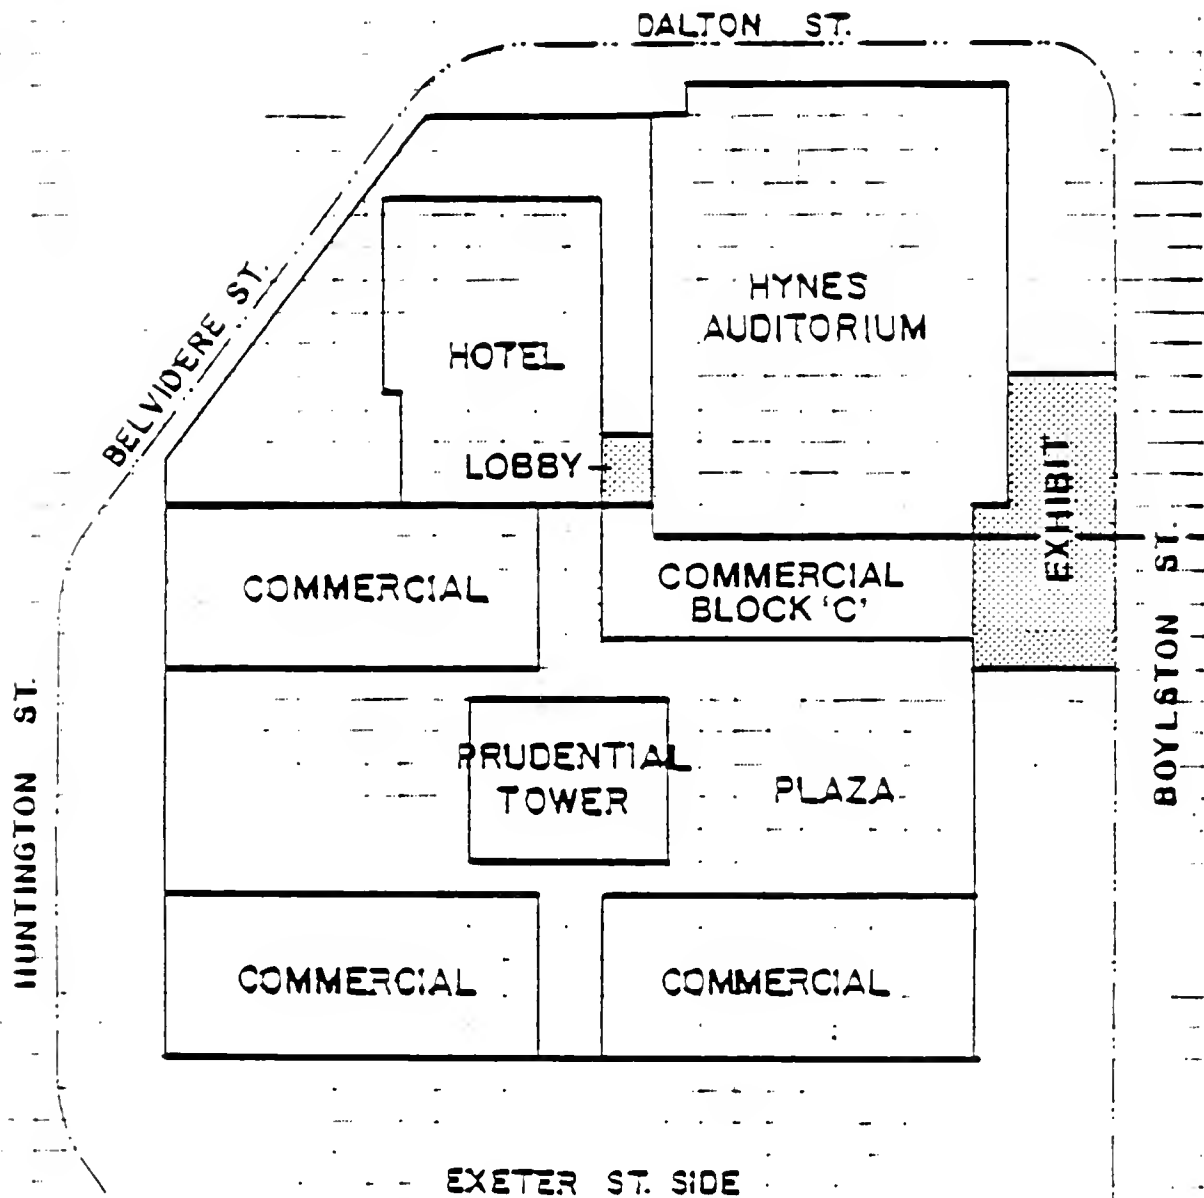 DALTON ST.
BELVIDERE ST.
HYNES
AUDITORIUM
HOTEL
LOBBY
EXHIBIT
COMMERCIAL
COMMERCIAL
BLOCK 'C'
BOYLSTON ST.
HUNTINGTON ST.
PRUDENTIAL
TOWER
PLAZA
COMMERCIAL
COMMERCIAL
EXETER ST. SIDE